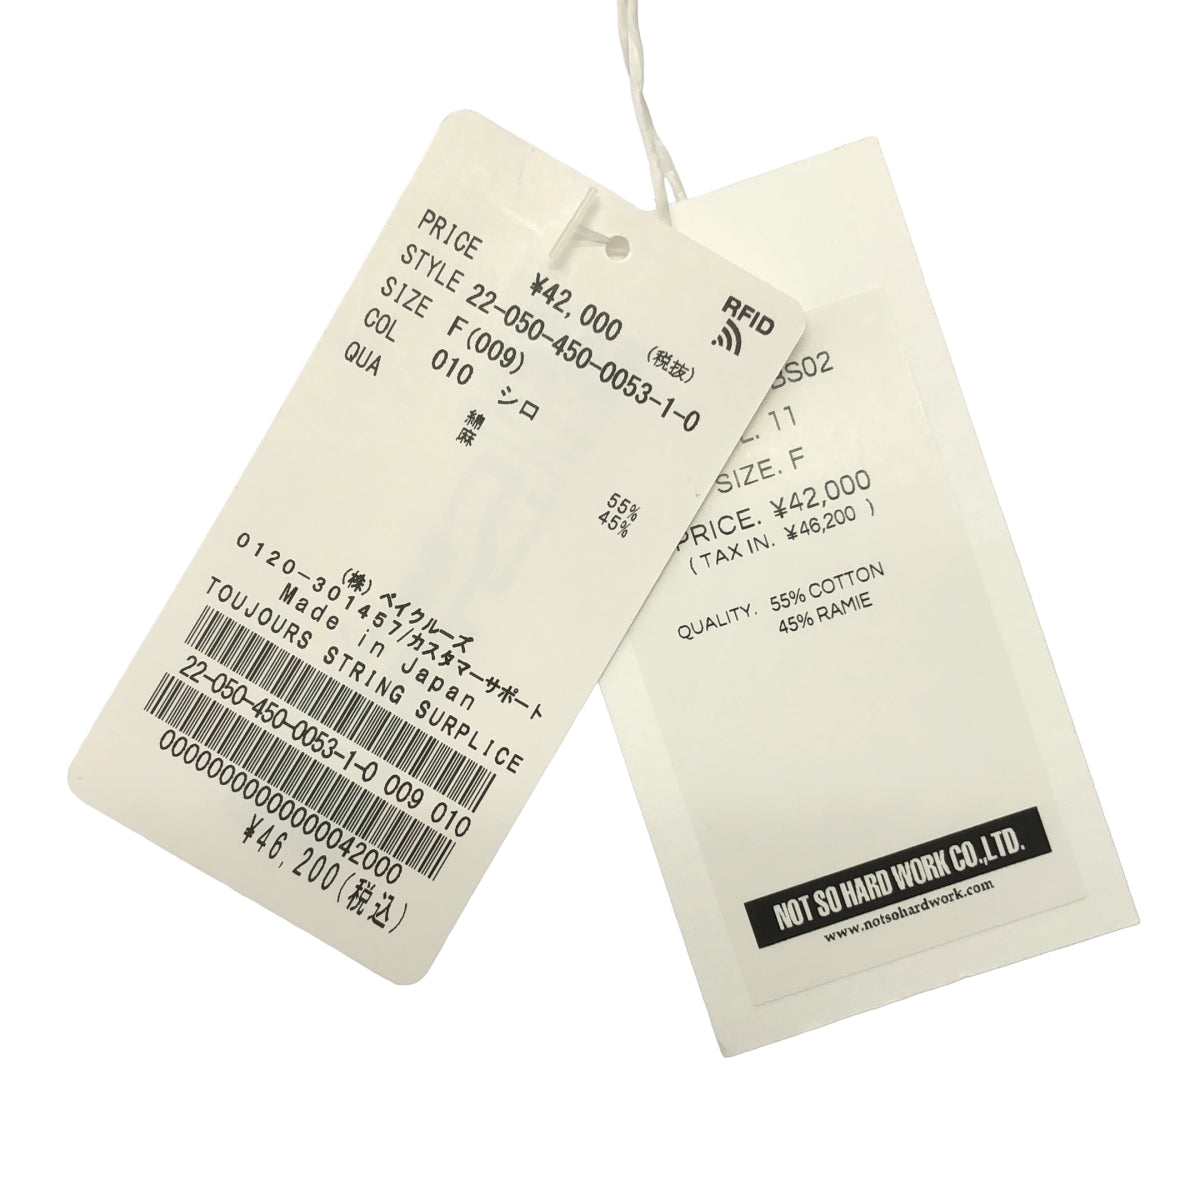 PRICE ¥42,000 (税抜)
STYLE 22-050-450-0053-1-0
SIZE F(009)
COL 010 シロ
QUA 綿 55%
麻 45%
(株) ベイクルーズ
0120-301457/カスタマーサポート
Made in Japan
TOUJOURS STRING SURPLICE
22-050-450-0053-1-0 009 010
0000000000000042000
¥46,200(税込)
RFID
BS02
L. 11
SIZE. F
PRICE. ¥42,000
( TAX IN. ¥46,200 )
QUALITY. 55% COTTON
45% RAMIE
NOT SO HARD WORK CO.,LTD.
www.notsohardwork.com